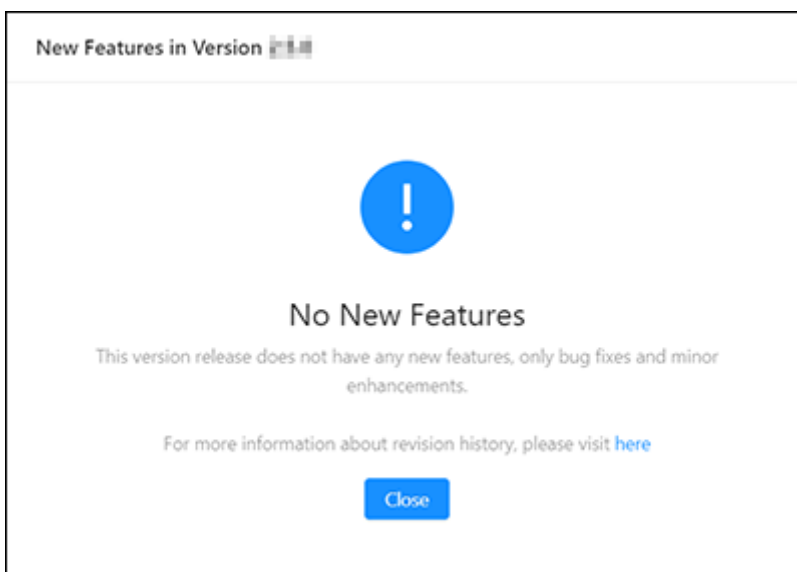 New Features in Version
No New Features
This version release does not have any new features, only bug fixes and minor
enhancements.
For more information about revision history, please visit here
Close